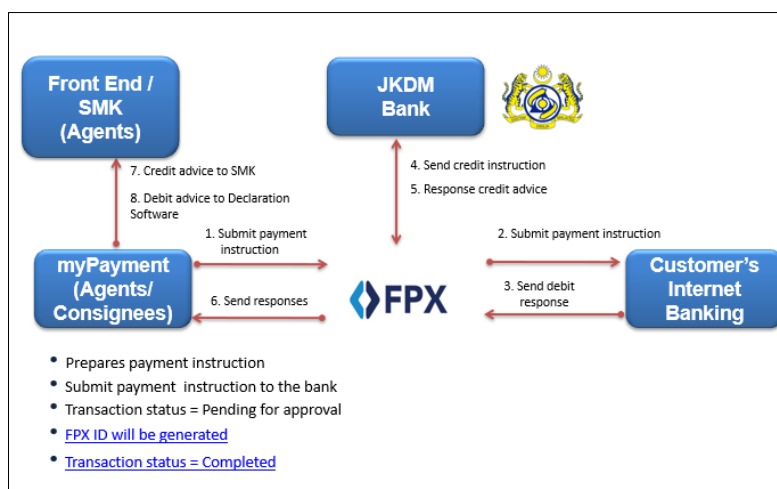 Front End /
SMK
(Agents)
JKDM
Bank
7. Credit advice to SMK
8. Debit advice to Declaration
Software
4. Send credit instruction
5. Response credit advice
1. Submit payment
instruction
2. Submit payment instruction
myPayment
(Agents/
Consignees)
6. Send responses
FPX
3. Send debit
response
Customer's
Internet
Banking
• Prepares payment instruction
• Submit payment instruction to the bank
• Transaction status = Pending for approval
• FPX ID will be generated
• Transaction status = Completed